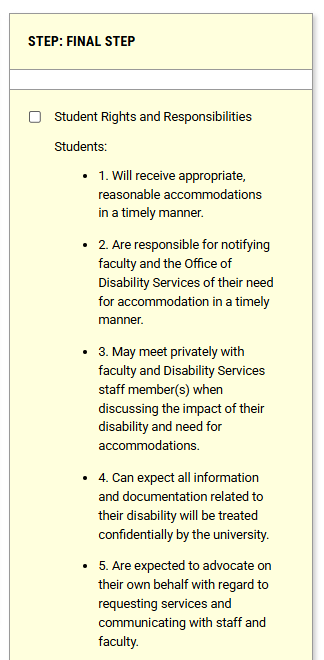 STEP: FINAL STEP
Student Rights and Responsibilities
Students:
• 1. Will receive appropriate,
reasonable accommodations
in a timely manner.
• 2. Are responsible for notifying
faculty and the Office of
Disability Services of their need
for accommodation in a timely
manner.
• 3. May meet privately with
faculty and Disability Services
staff member(s) when
discussing the impact of their
disability and need for
accommodations.
• 4. Can expect all information
and documentation related to
their disability will be treated
confidentially by the university.
• 5. Are expected to advocate on
their own behalf with regard to
requesting services and
communicating with staff and
faculty.